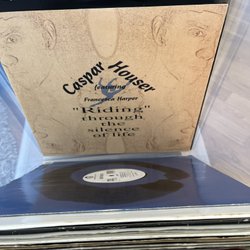 Caspar Houser
featuring
Francesca Harper
"Riding"
through the
silence
of life